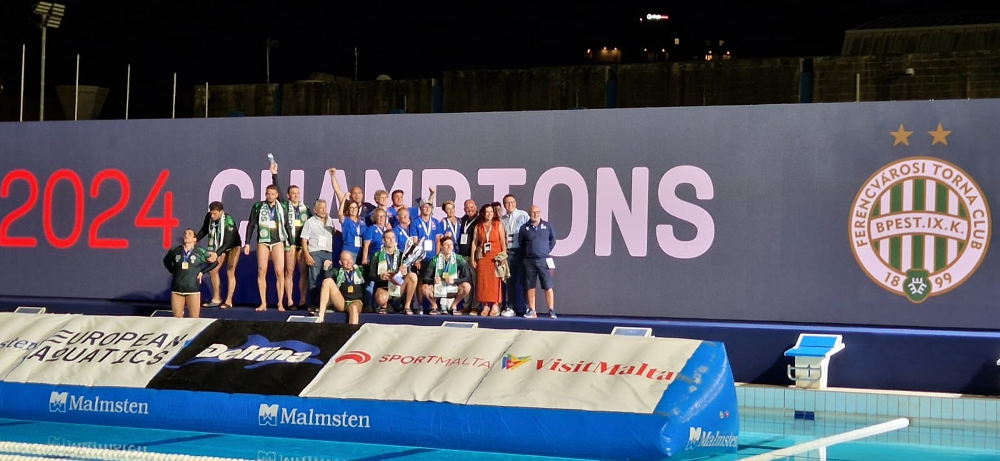 2024 CHAMPIONS
FERENCVÁROSI TORNA CLUB
BPEST.IX.K.
18 99
EUROPEAN
AQUATICS
Delfina
SPORTMALTA
VisitMalta
Malmsten
Malmsten
Malmsten